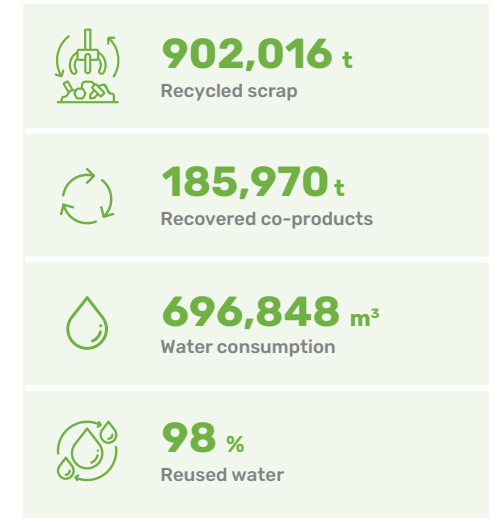 902,016 t
Recycled scrap
185,970 t
Recovered co-products
696,848 m³
Water consumption
98 %
Reused water